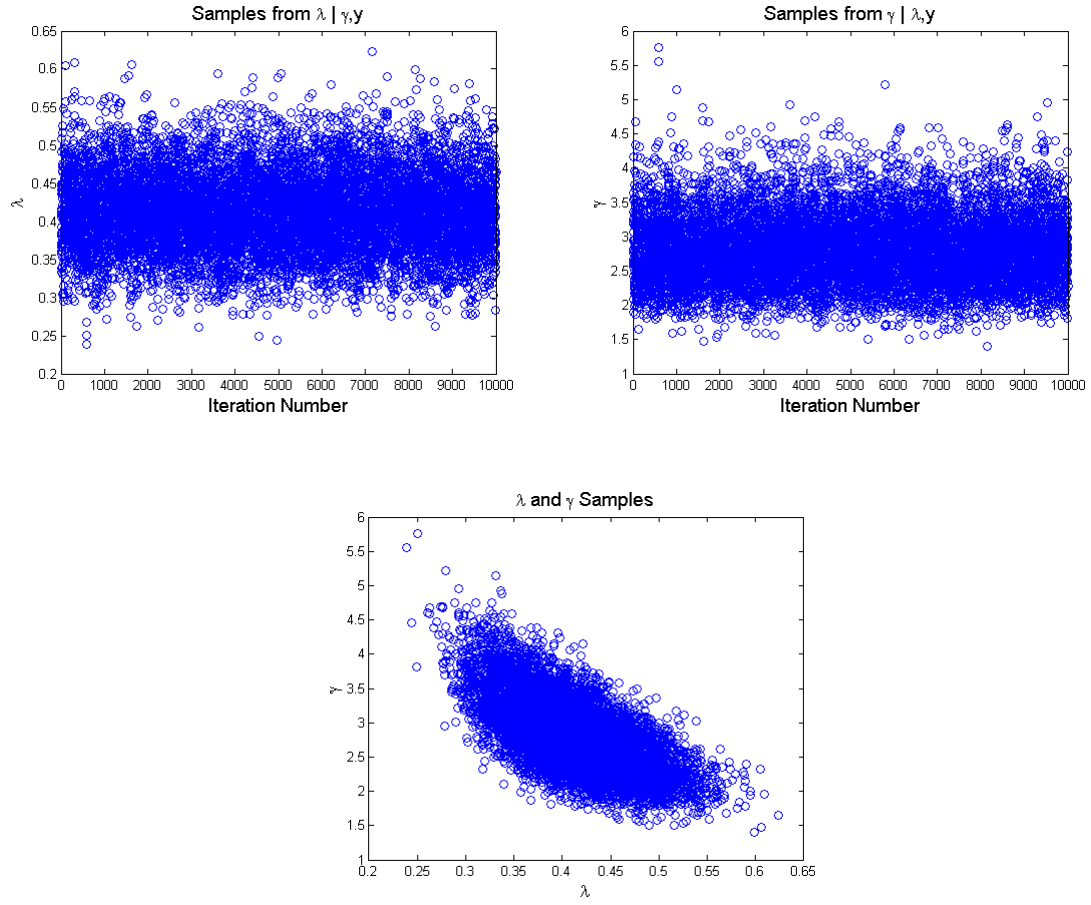 Samples from λ | γ,y
0.65
0.6
0.55
0.5
0.45
0.4
0.35
0.3
0.25
0.2
λ
0 1000 2000 3000 4000 5000 6000 7000 8000 9000 10000
Iteration Number
Samples from γ | λ,y
6
5.5
5
4.5
4
3.5
3
2.5
2
1.5
1
γ
0 1000 2000 3000 4000 5000 6000 7000 8000 9000 10000
Iteration Number
λ and γ Samples
6
5.5
5
4.5
4
3.5
3
2.5
2
1.5
1
γ
0.2 0.25 0.3 0.35 0.4 0.45 0.5 0.55 0.6 0.65
λ